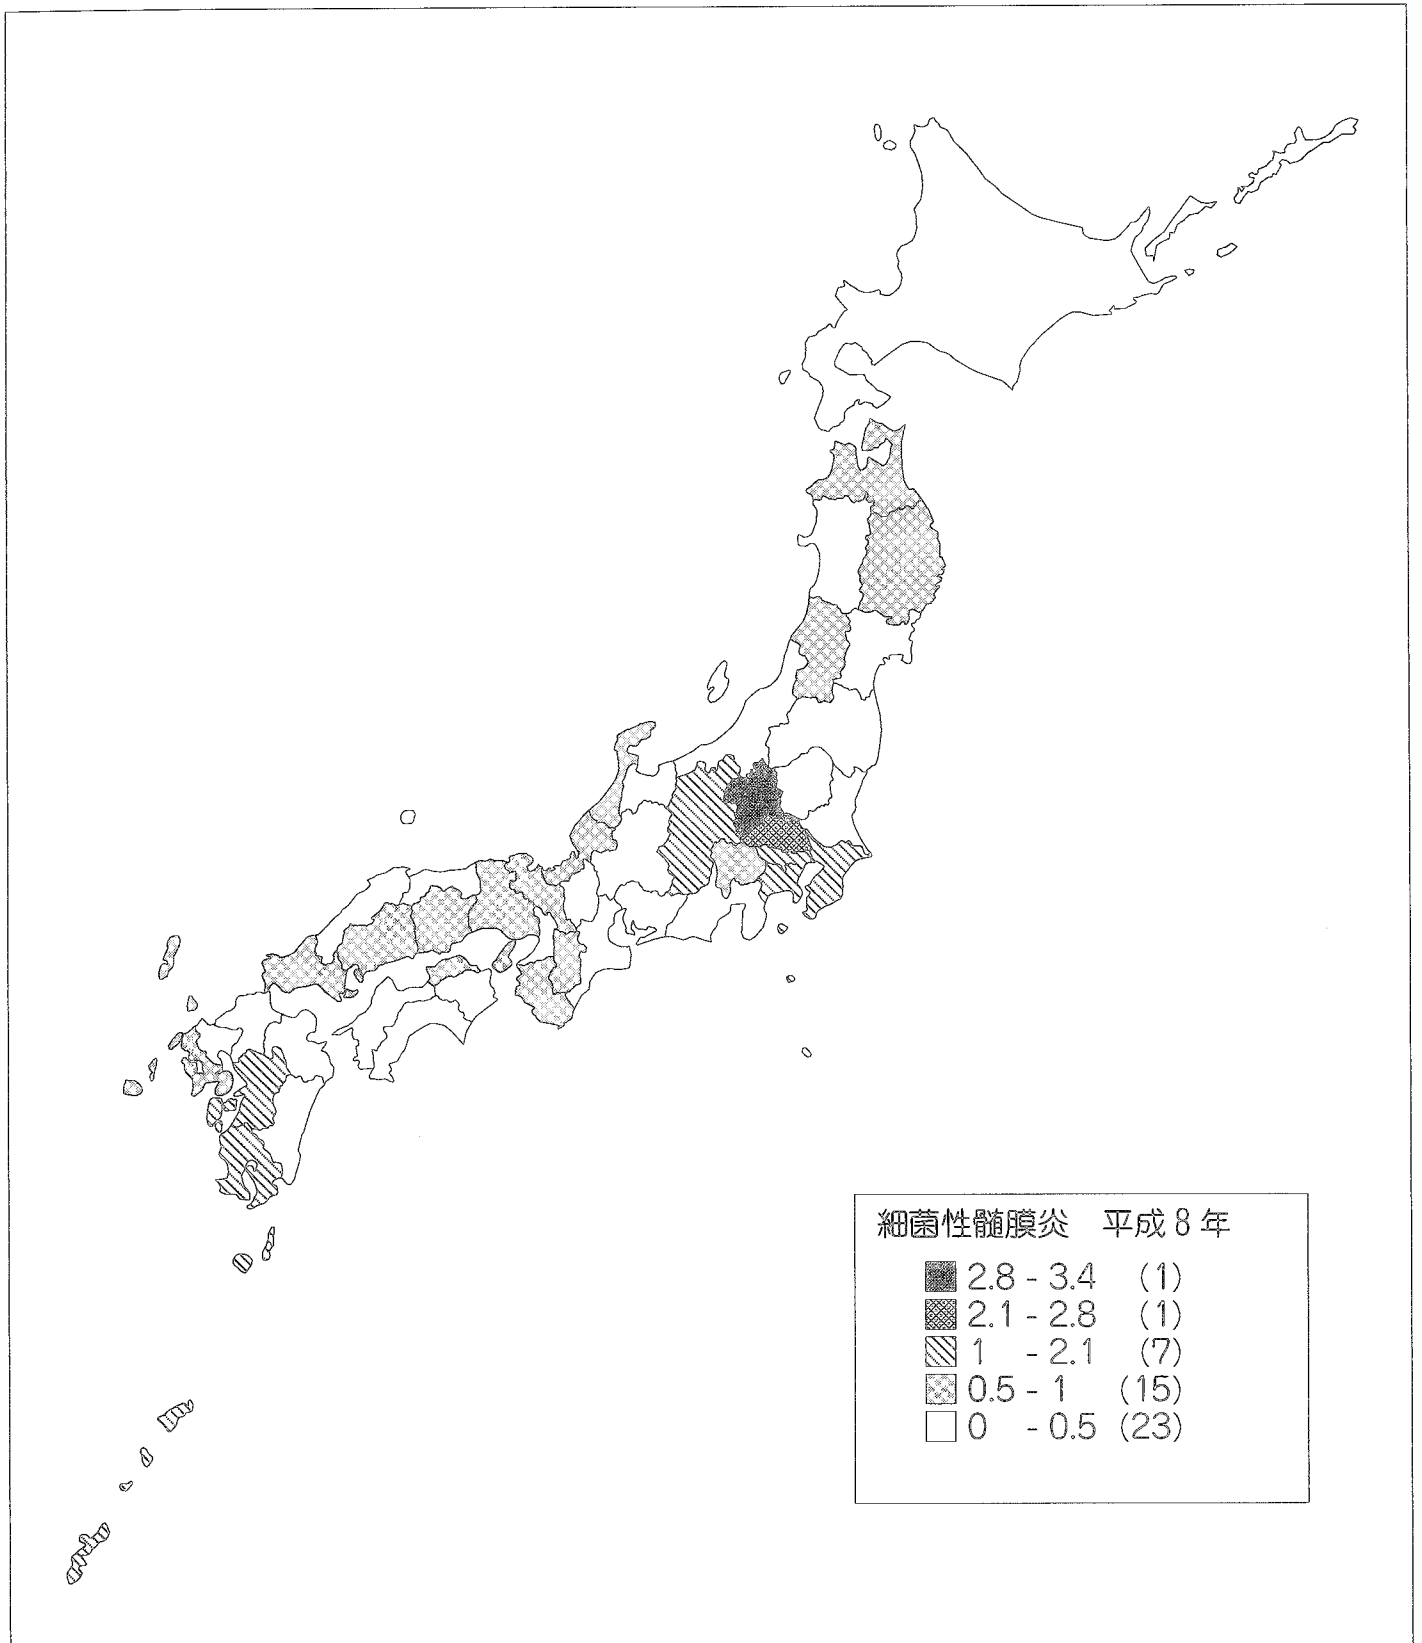 細菌性髄膜炎 平成8年
2.8 - 3.4 (1)
2.1 - 2.8 (1)
1 - 2.1 (7)
0.5 - 1 (15)
0 - 0.5 (23)